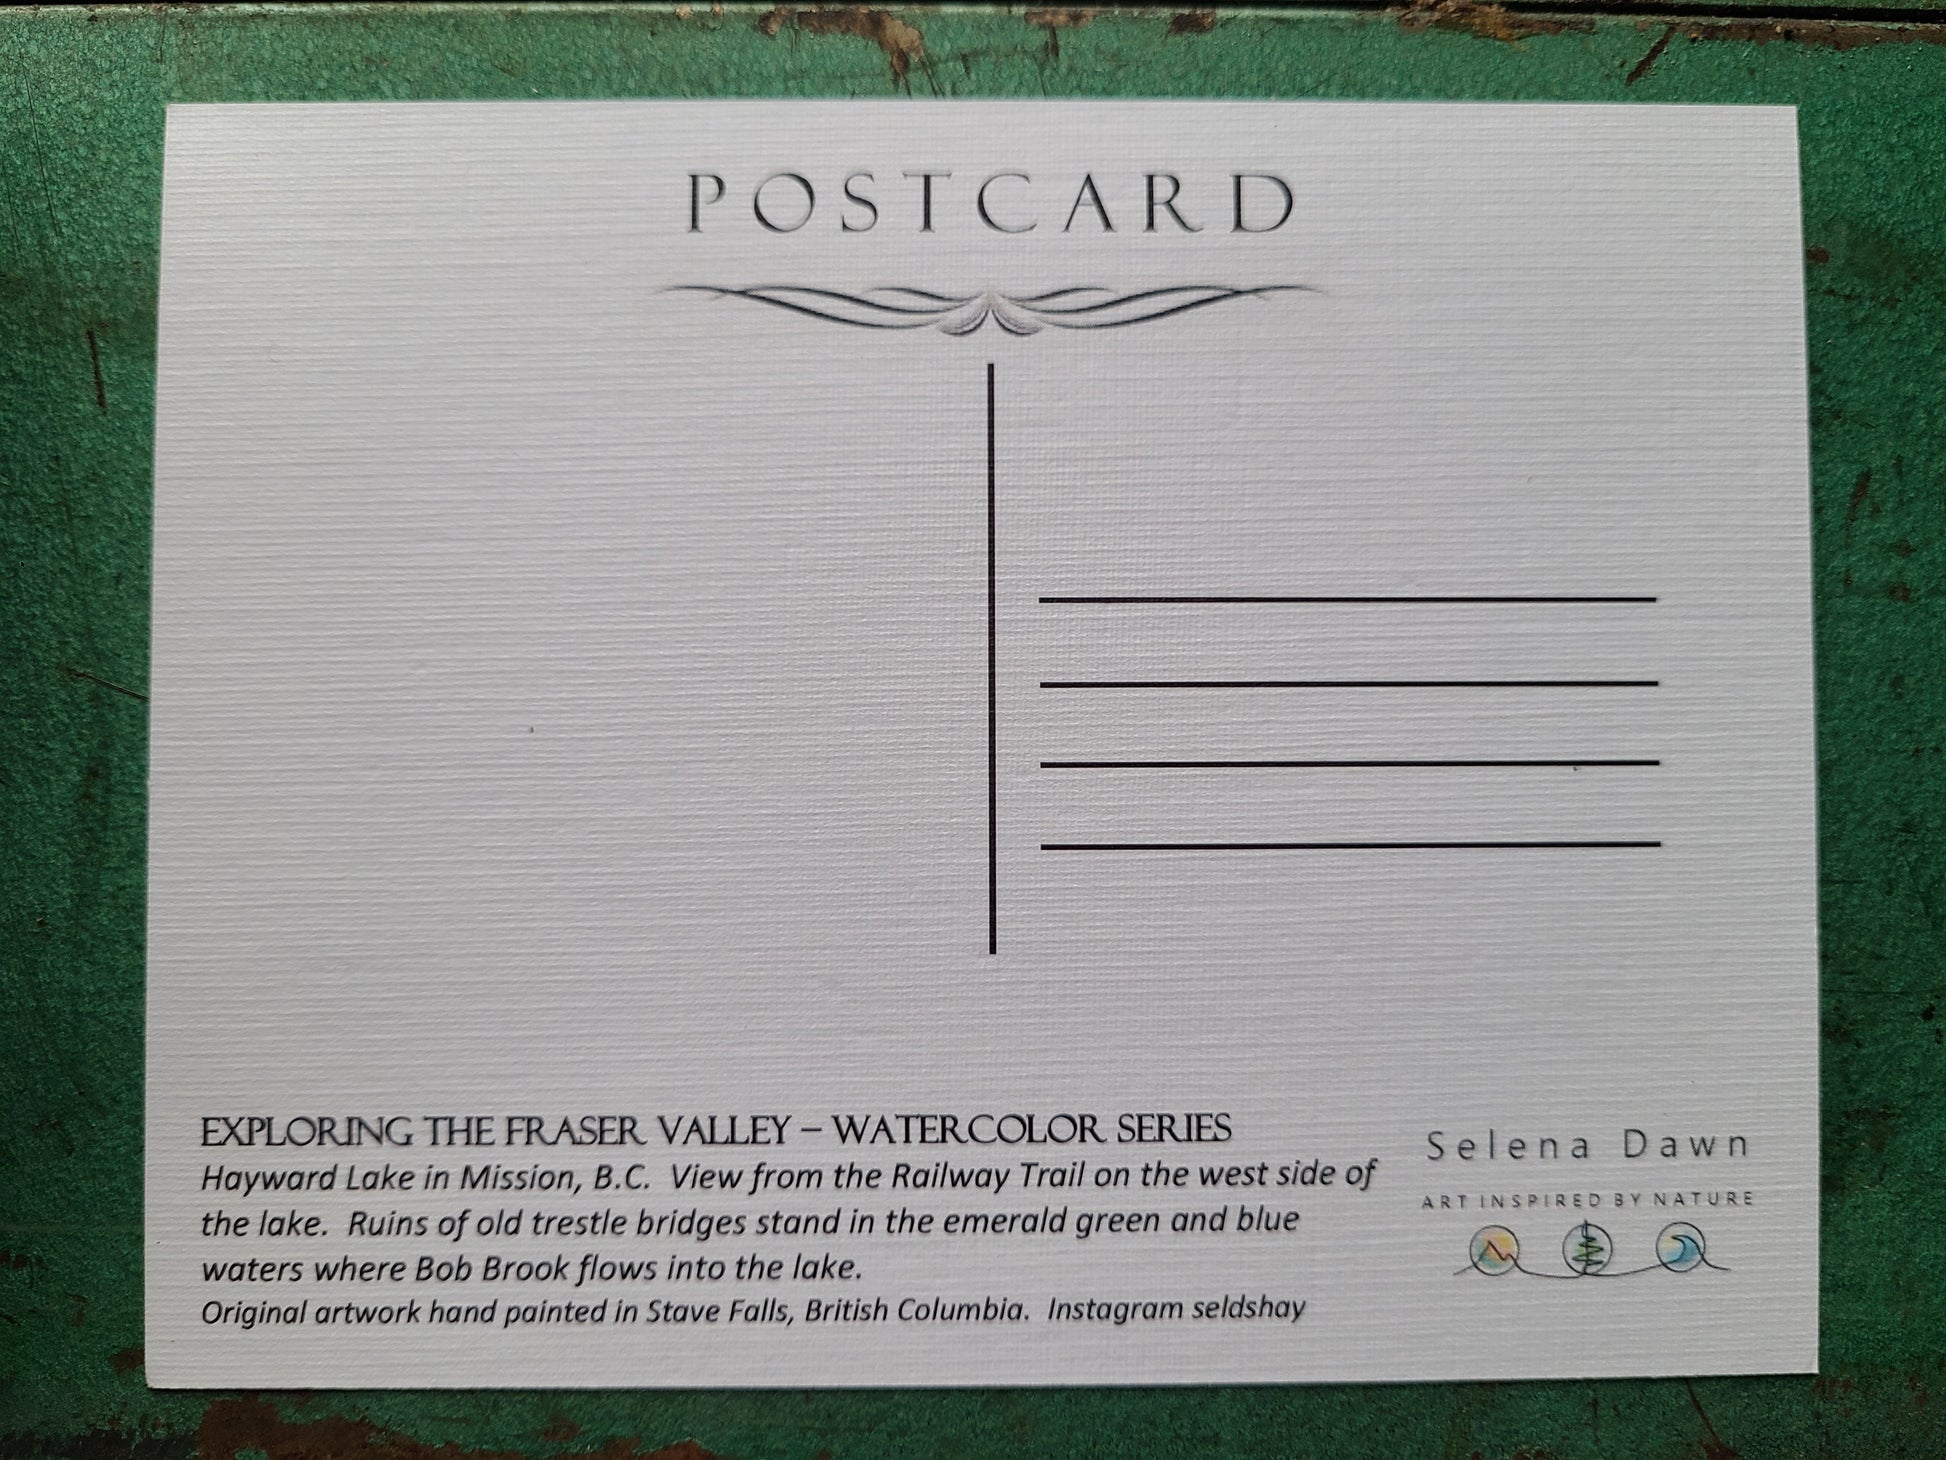 POSTCARD
EXPLORING THE FRASER VALLEY – WATERCOLOR SERIES
Hayward Lake in Mission, B.C.  View from the Railway Trail on the west side of
the lake.  Ruins of old trestle bridges stand in the emerald green and blue
waters where Bob Brook flows into the lake.
Original artwork hand painted in Stave Falls, British Columbia.  Instagram seldshay
Selena Dawn
ART INSPIRED BY NATURE